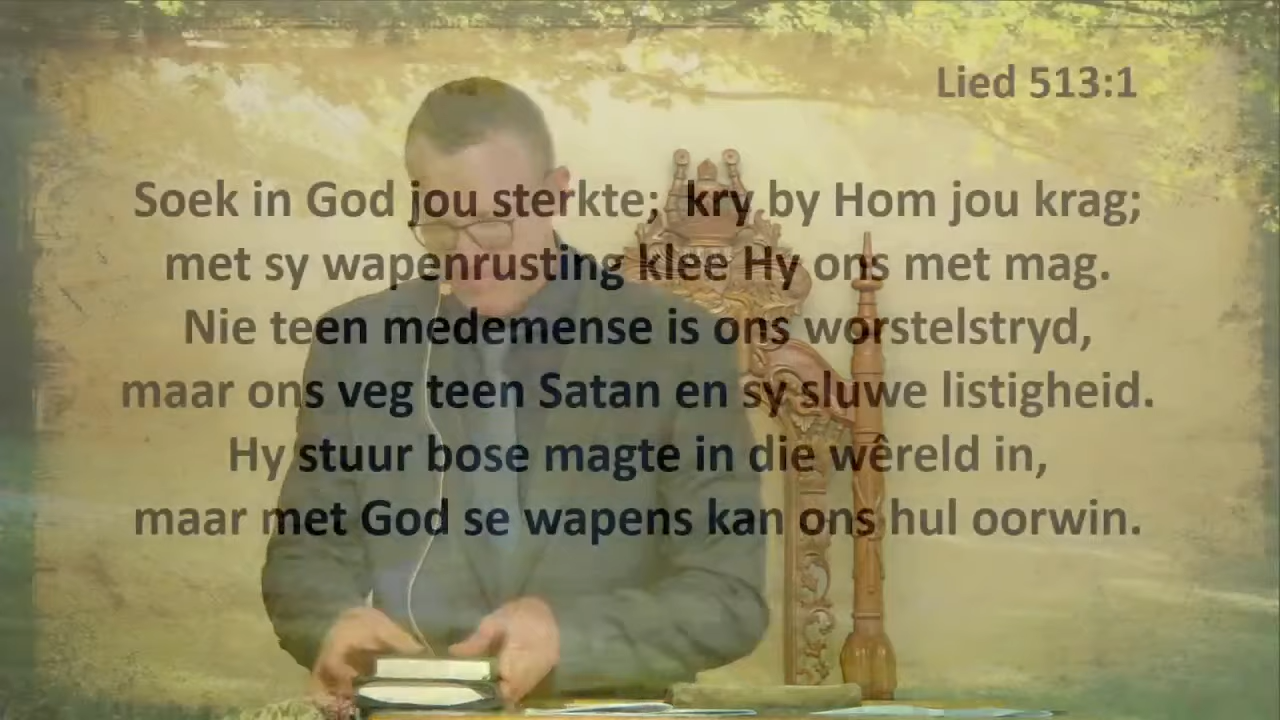 Lied 513:1
Soek in God jou sterkte; kry by Hom jou krag;
met sy wapenrusting klee Hy ons met mag.
Nie teen medemense is ons worstelstryd,
maar ons veg teen Satan en sy sluwe listigheid.
Hy stuur bose magte in die wêreld in,
maar met God se wapens kan ons hul oorwin.